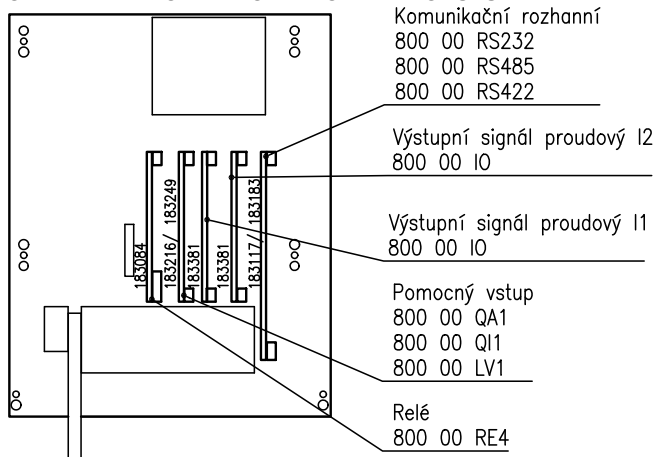 Komunikační rozhanní
800 00 RS232
800 00 RS485
800 00 RS422
Výstupní signál proudový I2
800 00 IO
Výstupní signál proudový I1
800 00 IO
Pomocný vstup
800 00 QA1
800 00 QI1
800 00 LV1
Relé
800 00 RE4
183084
183216/
183249
183381
183381
183117/
183183